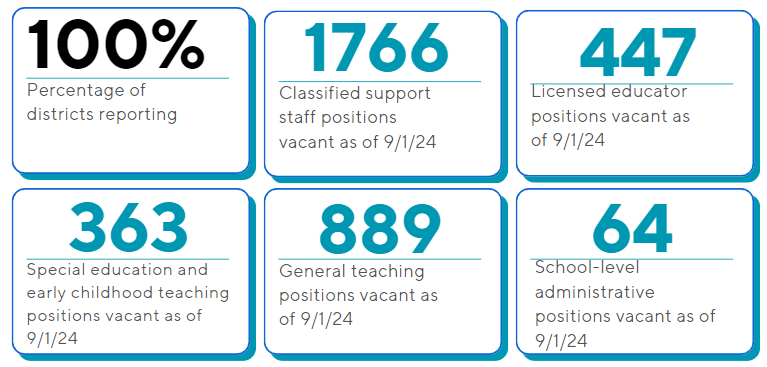 100%
Percentage of
districts reporting
1766
Classified support
staff positions
vacant as of 9/1/24
447
Licensed educator
positions vacant as
of 9/1/24
363
Special education and
early childhood teaching
positions vacant as of
9/1/24
889
General teaching
positions vacant as
of 9/1/24
64
School-level
administrative
positions vacant as of
9/1/24